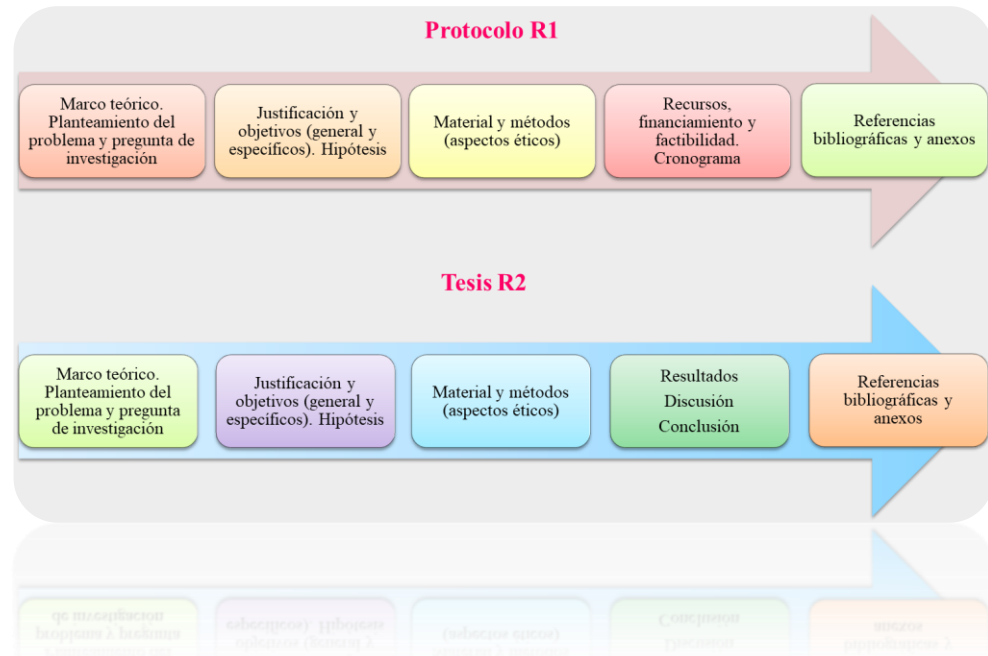 Protocolo R1
Marco teórico.
Planteamiento del
problema y pregunta de
investigación
Justificación y
objetivos (general y
específicos). Hipótesis
Material y métodos
(aspectos éticos)
Recursos,
financiamiento y
factibilidad.
Cronograma
Referencias
bibliográficas y anexos
Tesis R2
Marco teórico.
Planteamiento del
problema y pregunta
de investigación
Justificación y
objetivos (general y
específicos). Hipótesis
Material y métodos
(aspectos éticos)
Resultados
Discusión
Conclusión
Referencias
bibliográficas y
anexos